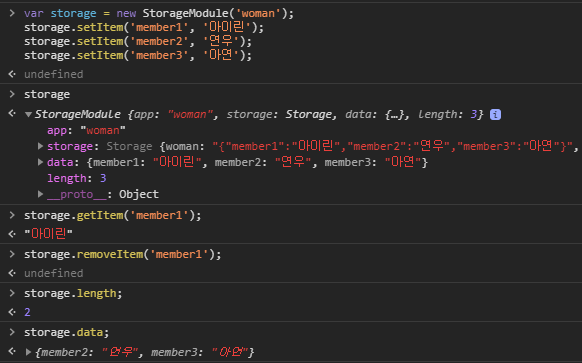 > var storage = new StorageModule('woman');
storage.setItem('member1', '아이린');
storage.setItem('member2', '연우');
storage.setItem('member3', '아연');
undefined
> storage
▼StorageModule {app: "woman", storage: Storage, data: {…}, length: 3} i
app: "woman"
▶storage: Storage {woman: "{"member1":"아이린","member2":"연우","member3":"아연"}",
▶data: {member1: "아이린", member2: "연우", member3: "아연"}
length: 3
▶__proto__: Object
> storage.getItem('member1');
"아이린"
> storage.removeItem('member1');
undefined
> storage.length;
2
> storage.data;
▶{member2: "연우", member3: "아연"}